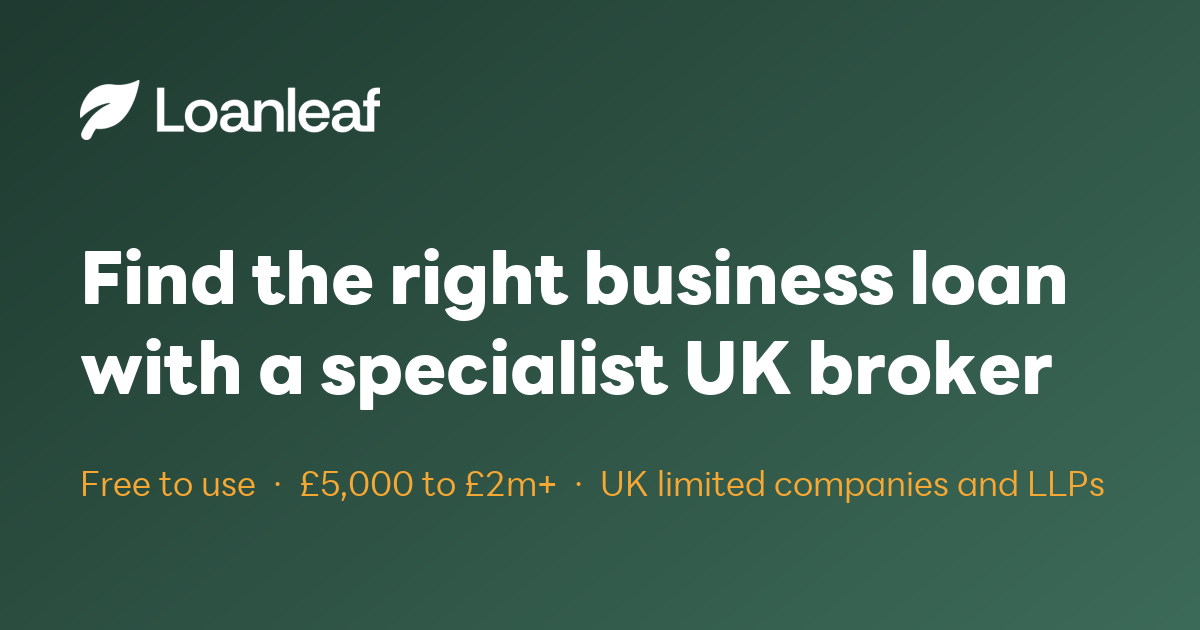 Loanleaf
Find the right business loan
with a specialist UK broker
Free to use · £5,000 to £2m+ · UK limited companies and LLPs